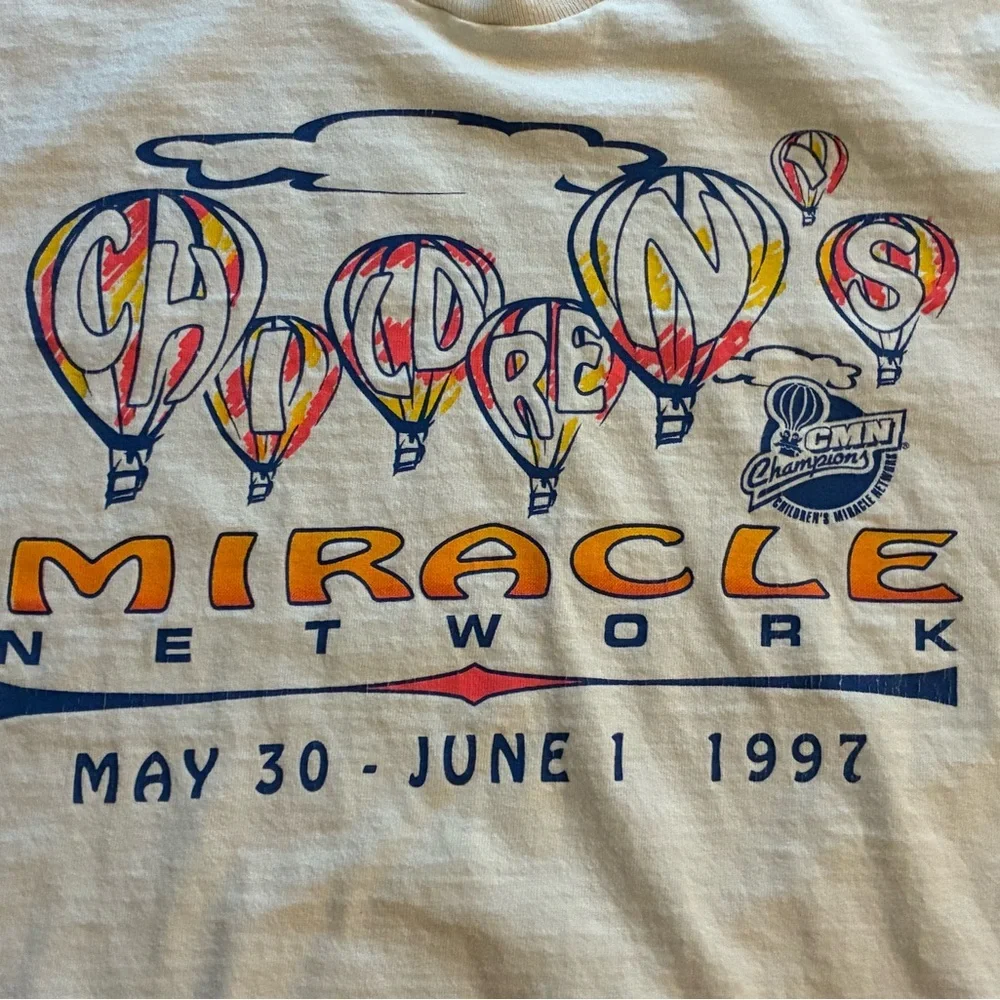 CHILDREN'S
CMN®
Champions
CHILDREN'S MIRACLE NETWORK
MIRACLE
NETWORK
MAY 30 - JUNE 1 1997